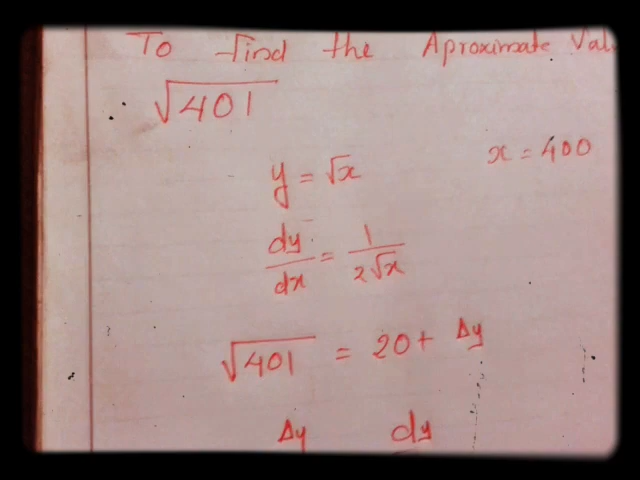 To find the Aproximate Val
√401
y = √x x = 400
dy/dx = 1/2√x
√401 = 20 + Δy
Δy dy